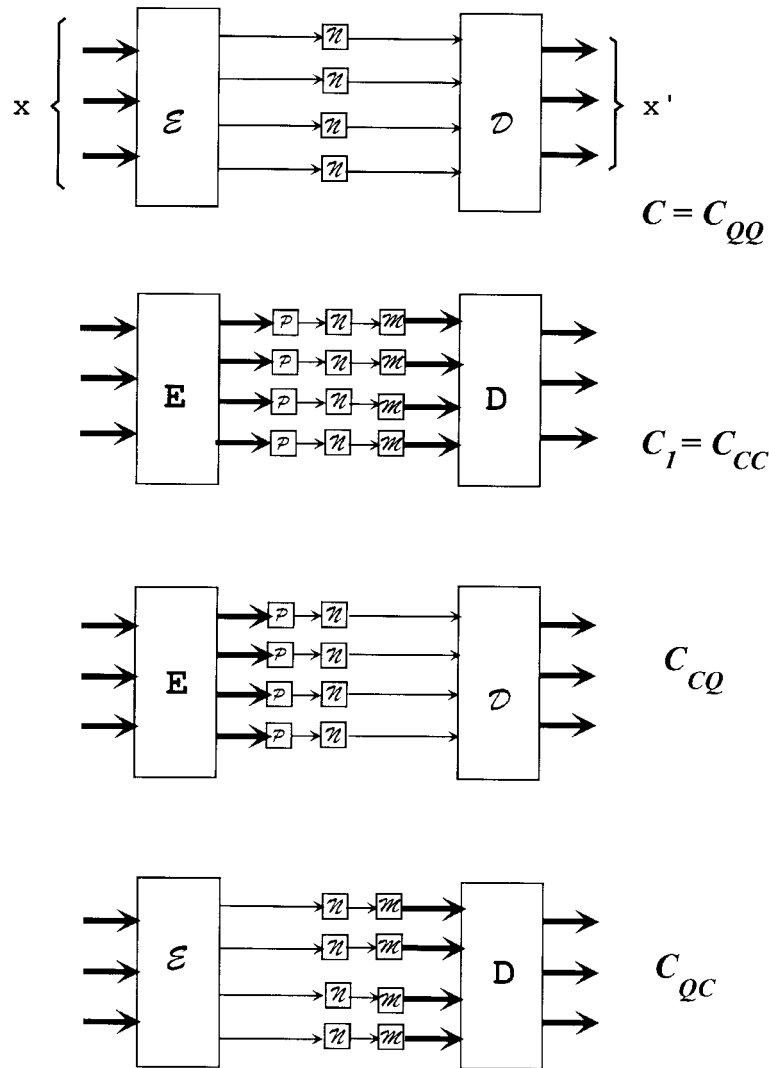 𝓝
𝓝
x ℰ 𝓝 𝒟 x'
𝓝
C = C_QQ
𝒫 𝓝 𝓜
𝒫 𝓝 𝓜
E 𝒫 𝓝 𝓜 D
𝒫 𝓝 𝓜
C_1 = C_CC
𝒫 𝓝
𝒫 𝓝 C_CQ
E 𝒫 𝓝 𝒟
𝒫 𝓝
𝓝 𝓜
ℰ 𝓝 𝓜 D C_QC
𝓝 𝓜
𝓝 𝓜